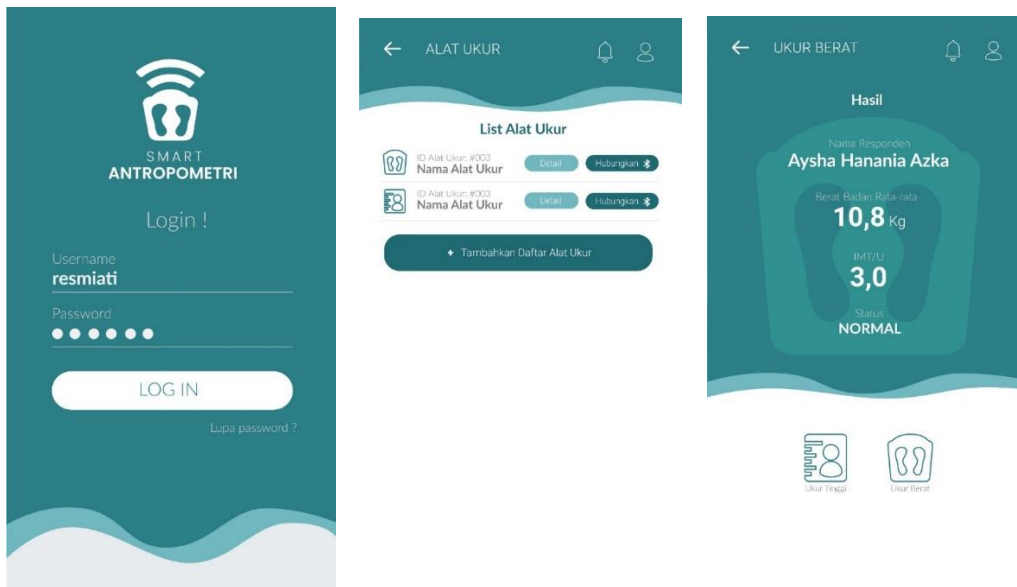 SMART
ANTROPOMETRI
Login !
Username
resmiati
Password
LOG IN
Lupa password ?
ALAT UKUR
List Alat Ukur
ID Alat Ukur: #003
Nama Alat Ukur
Detail
Hubungkan
ID Alat Ukur: #003
Nama Alat Ukur
Detail
Hubungkan
+ Tambahkan Daftar Alat Ukur
UKUR BERAT
Hasil
Nama Responden
Aysha Hanania Azka
Berat Badan Rata-rata
10,8 Kg
IMT/U
3,0
Status
NORMAL
Ukur Tinggi
Ukur Berat